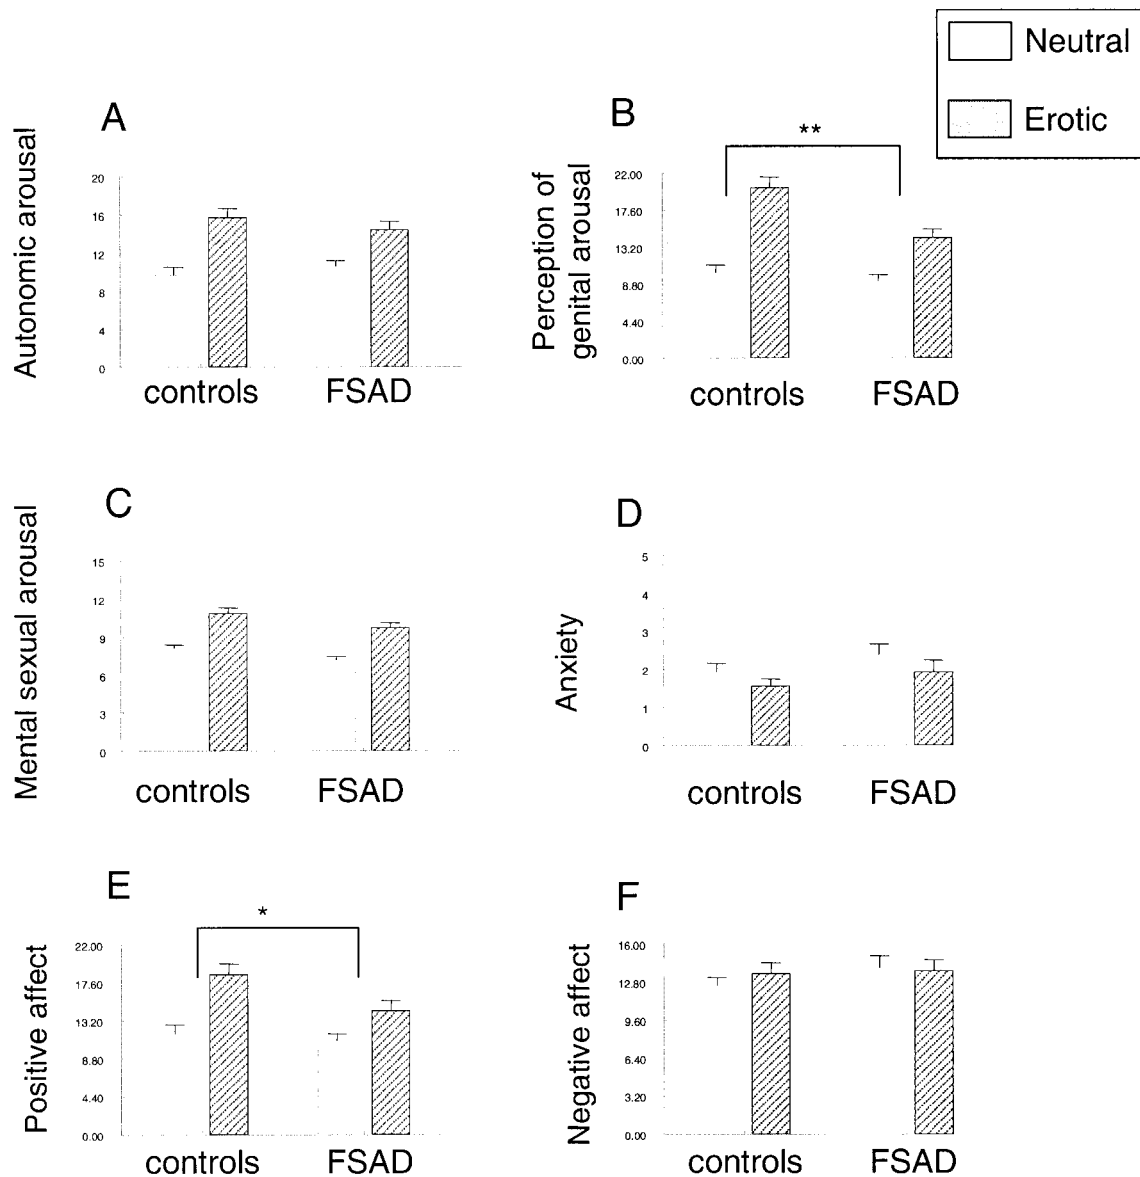 Neutral
Erotic
A
Autonomic arousal
20
16
12
8
4
0
controls FSAD
B
**
Perception of
genital arousal
22.00
17.60
13.20
8.80
4.40
0.00
controls FSAD
C
Mental sexual arousal
15
12
9
6
3
0
controls FSAD
D
Anxiety
5
4
3
2
1
0
controls FSAD
E
*
Positive affect
22.00
17.60
13.20
8.80
4.40
0.00
controls FSAD
F
Negative affect
16.00
12.80
9.60
6.40
3.20
0.00
controls FSAD